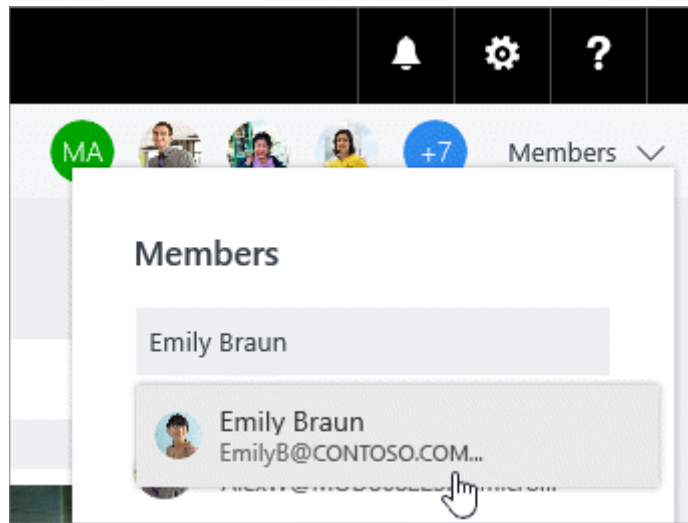 ?
MA +7 Members
Members
Emily Braun
Emily Braun
EmilyB@CONTOSO.COM...